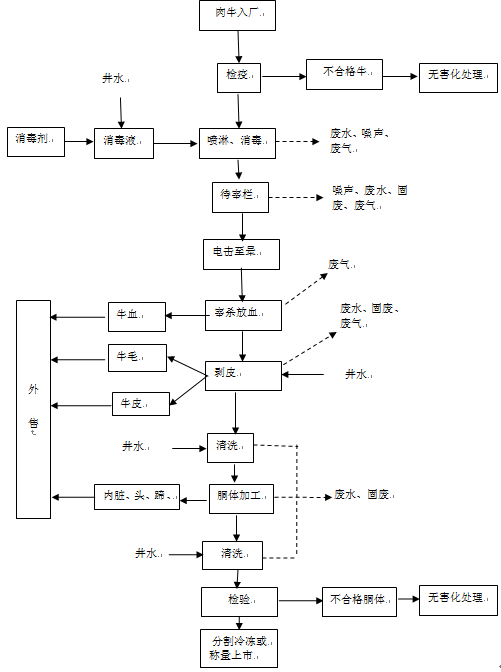 肉牛入厂
检疫
不合格牛
无害化处理
井水
消毒剂
消毒液
喷淋、消毒
废水、噪声、
废气
待宰栏
噪声、废水、固
废、废气
电击至晕
废气
宰杀放血
牛血
废水、固废、
废气
牛毛
剥皮
井水
外
售
牛皮
井水
清洗
内脏、头、蹄、
胴体加工
废水、固废
井水
清洗
检验
不合格胴体
无害化处理
分割冷冻或
称量上市